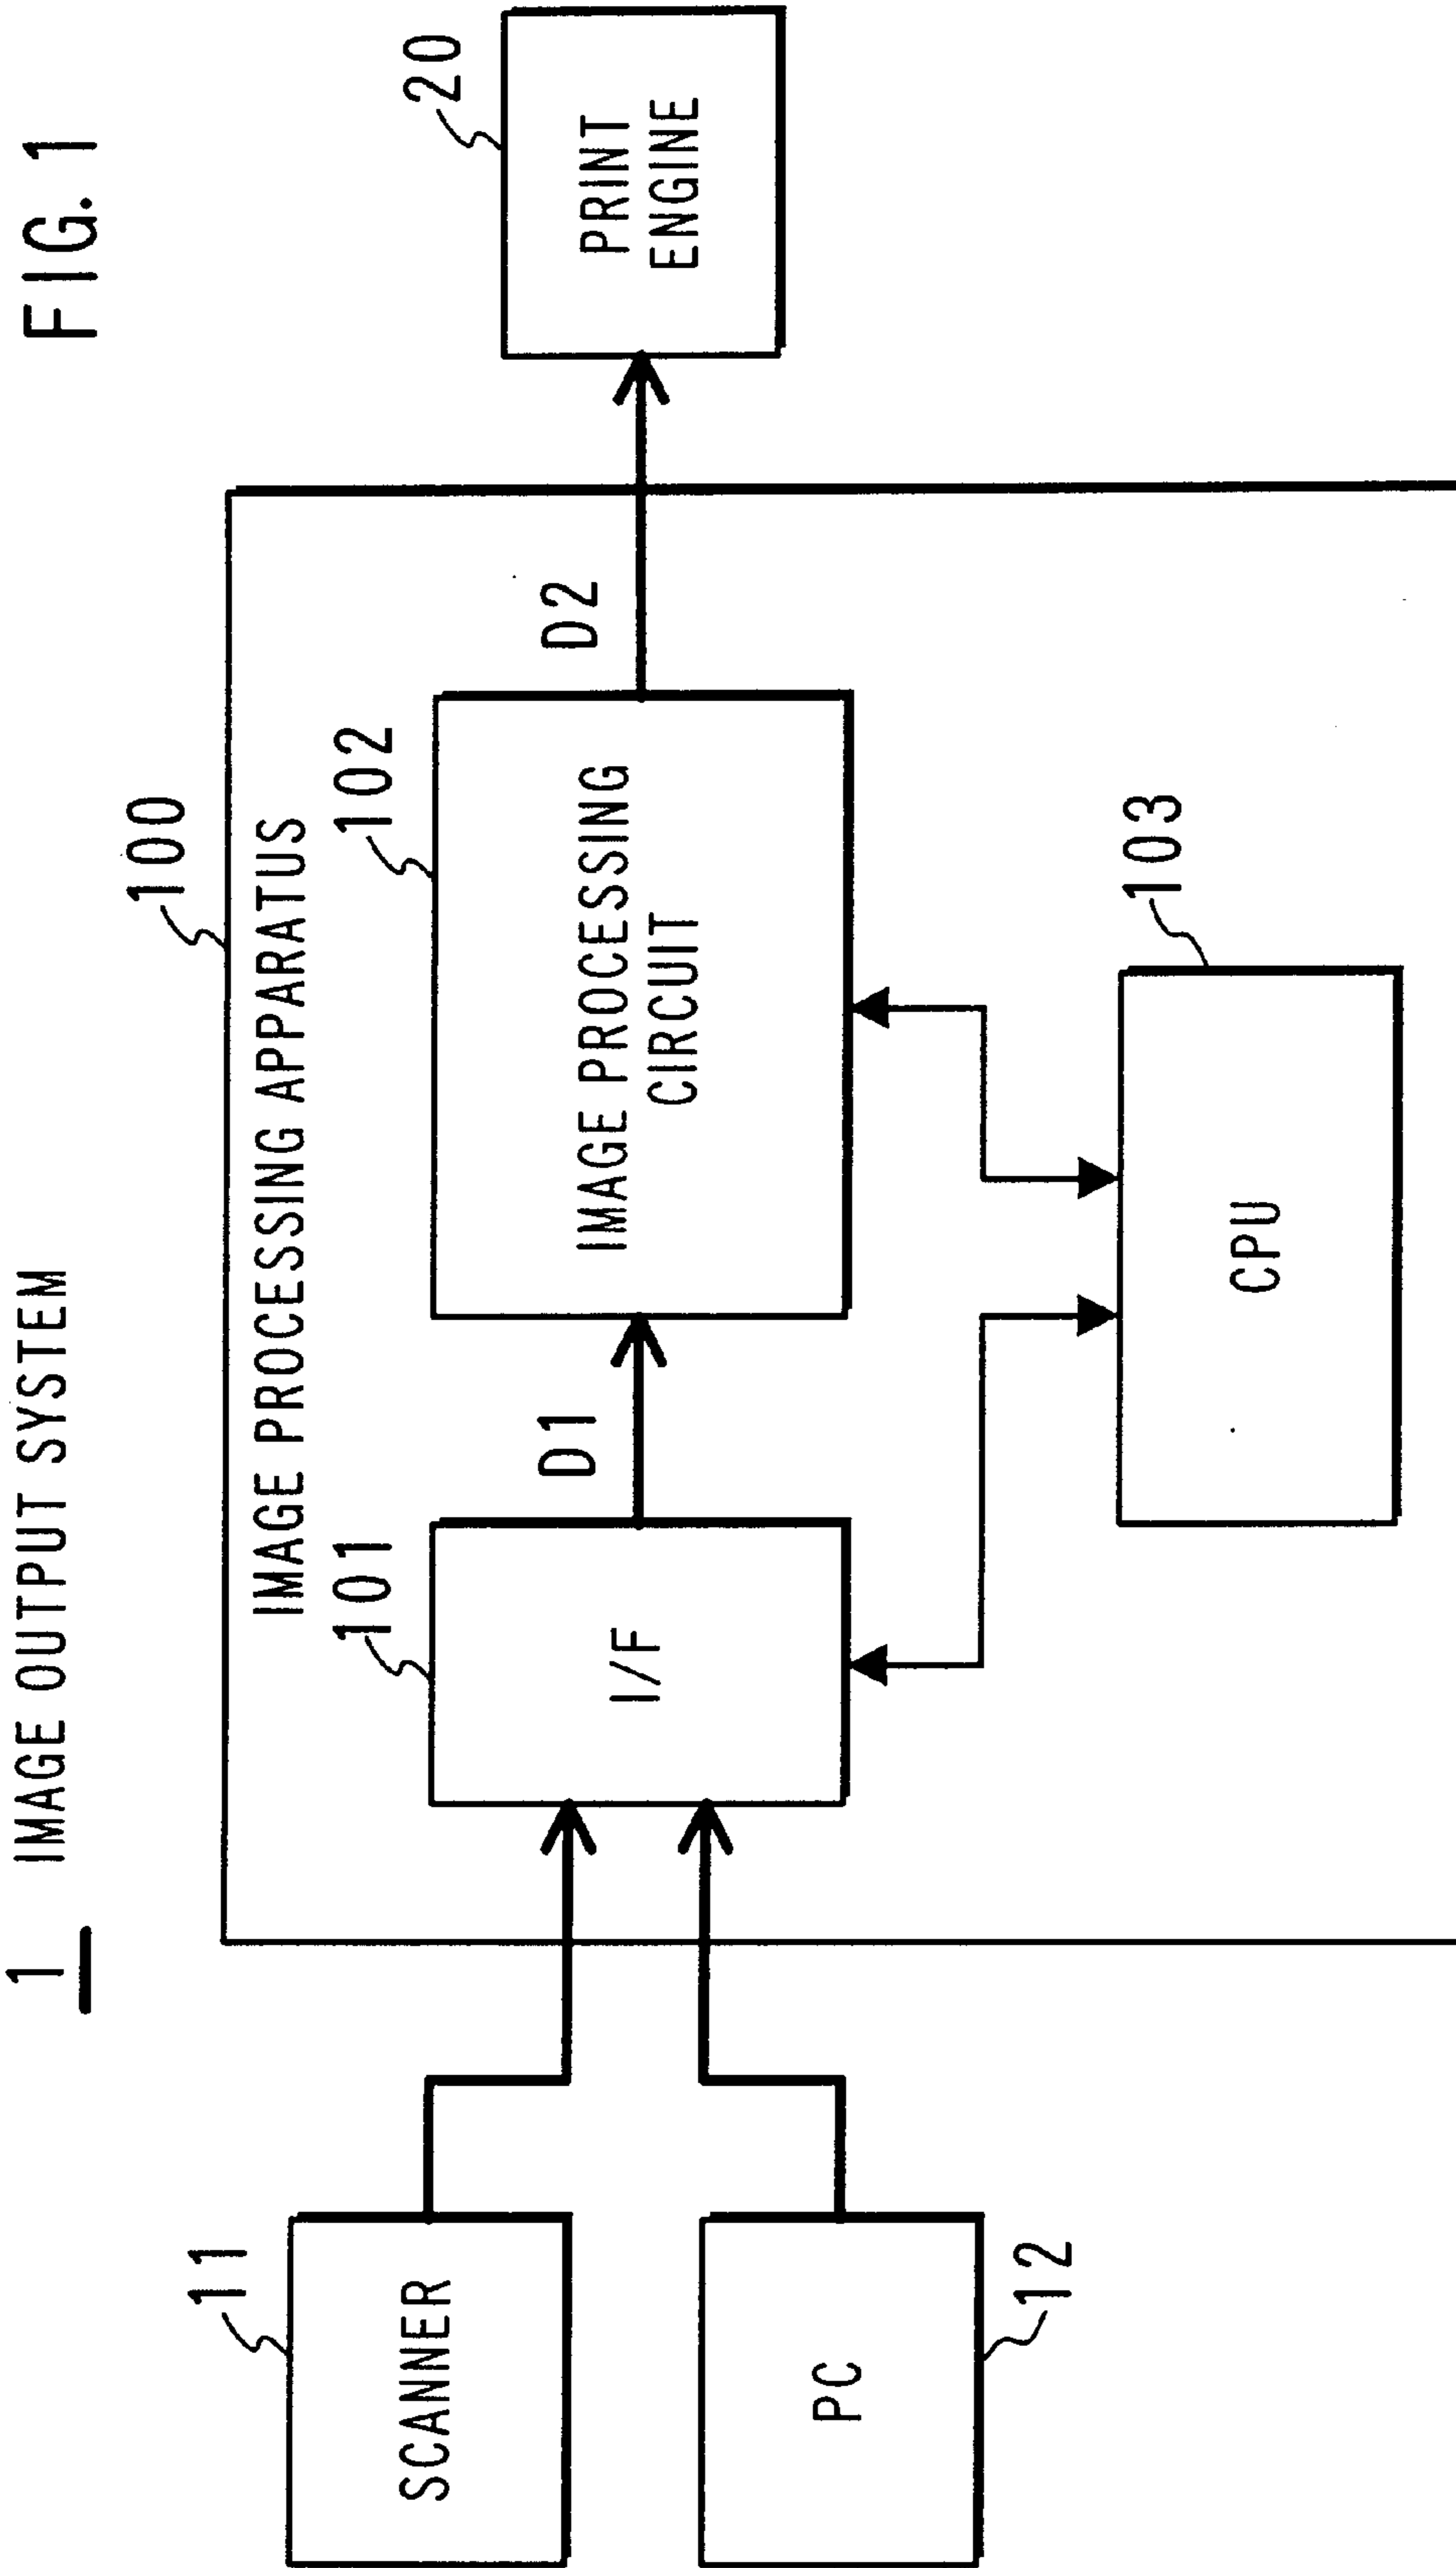 FIG. 1
1 IMAGE OUTPUT SYSTEM
100
IMAGE PROCESSING APPARATUS
11
SCANNER
PC
12
101
I/F
D1
102
IMAGE PROCESSING
CIRCUIT
D2
103
CPU
20
PRINT
ENGINE